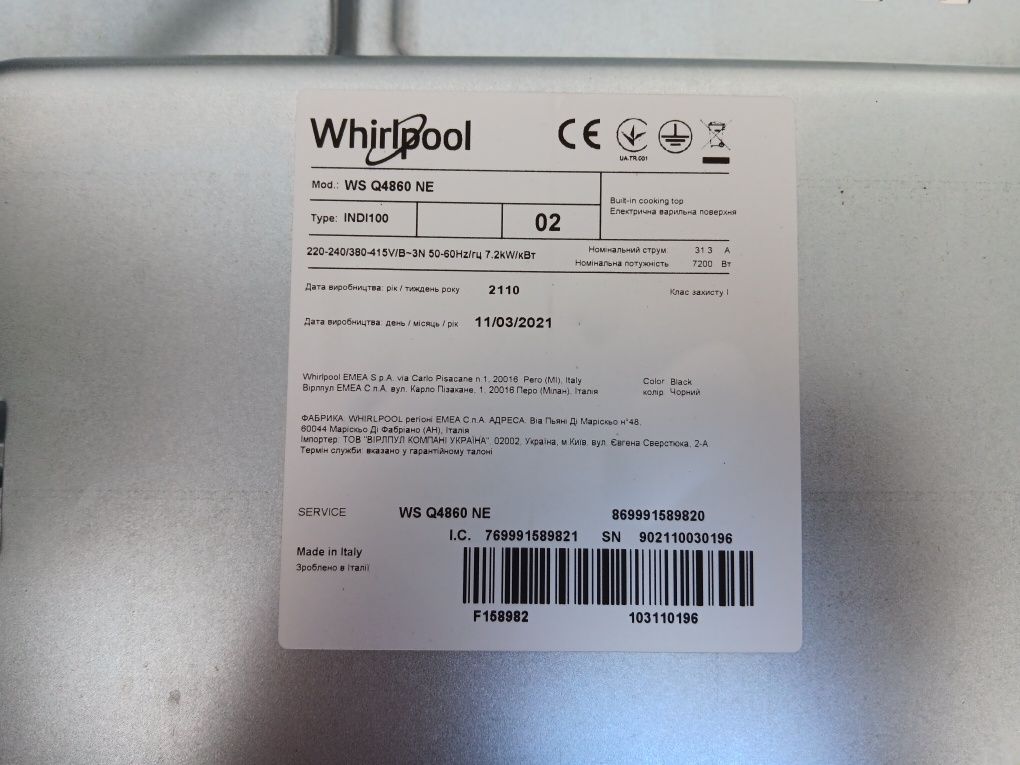 Whirlpool
CE
UA.TR.001
Mod.: WS Q4860 NE
Built-in cooking top
Електрична варильна поверхня
Type: INDI100
02
220-240/380-415V/B~3N 50-60Hz/гц 7.2kW/кВт
Номінальний струм: 31.3 A
Номінальна потужність 7200 Вт
Дата виробництва: рік / тиждень року 2110
Клас захисту I
Дата виробництва: день / місяць / рік 11/03/2021
Whirlpool EMEA S.p.A. via Carlo Pisacane n.1, 20016 Pero (MI), Italy
Вірлпул EMEA С.п.А. вул. Карло Пізакане, 1, 20016 Перо (Мілан), Італія
Color Black
колір Чорний
ФАБРИКА: WHIRLPOOL регіоні EMEA С.п.А. АДРЕСА: Віа Пьяні Ді Маріскьо n°48,
60044 Маріскьо Ді Фабріано (АН), Італія
Імпортер: ТОВ "ВІРЛПУЛ КОМПАНІ УКРАЇНА", 02002, Україна, м.Київ, вул. Євгена Сверстюка, 2-А
Термін служби: вказано у гарантійному талоні
SERVICE WS Q4860 NE 869991589820
I.C. 769991589821 SN 902110030196
Made in Italy
Зроблено в Італії
F158982 103110196